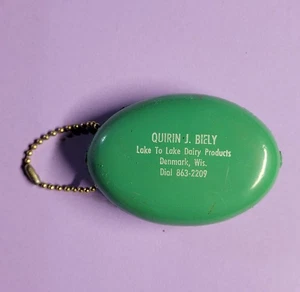 QUIRIN J. BIELY
Lake To Lake Dairy Products
Denmark, Wis.
Dial 863-2209